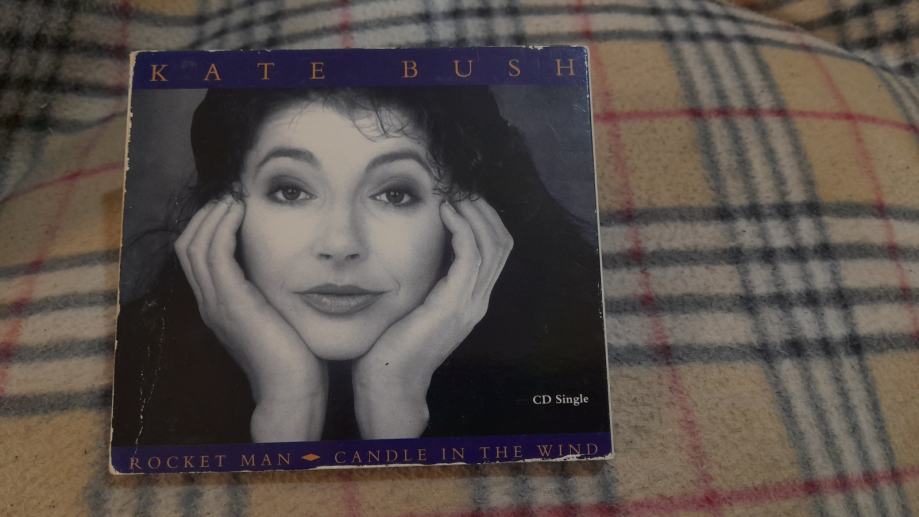 KATE BUSH
CD Single
ROCKET MAN ◆ CANDLE IN THE WIND